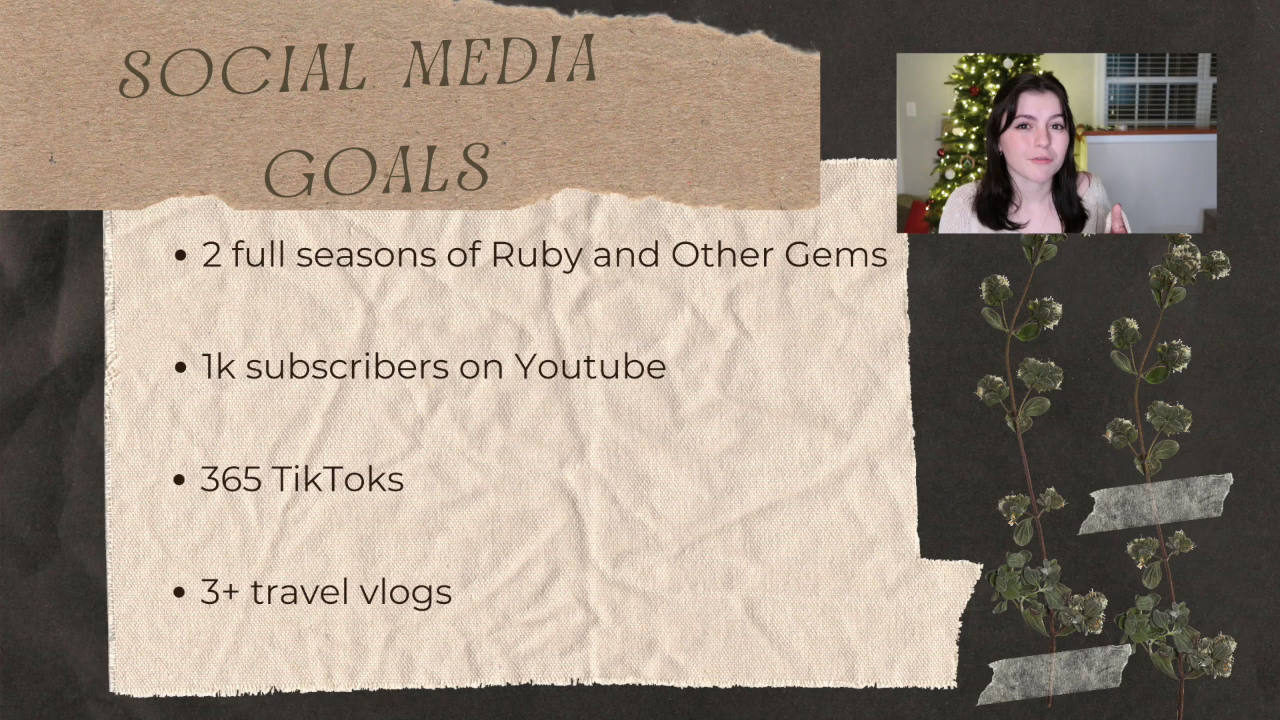 SOCIAL MEDIA
GOALS
• 2 full seasons of Ruby and Other Gems
• 1k subscribers on Youtube
• 365 TikToks
• 3+ travel vlogs